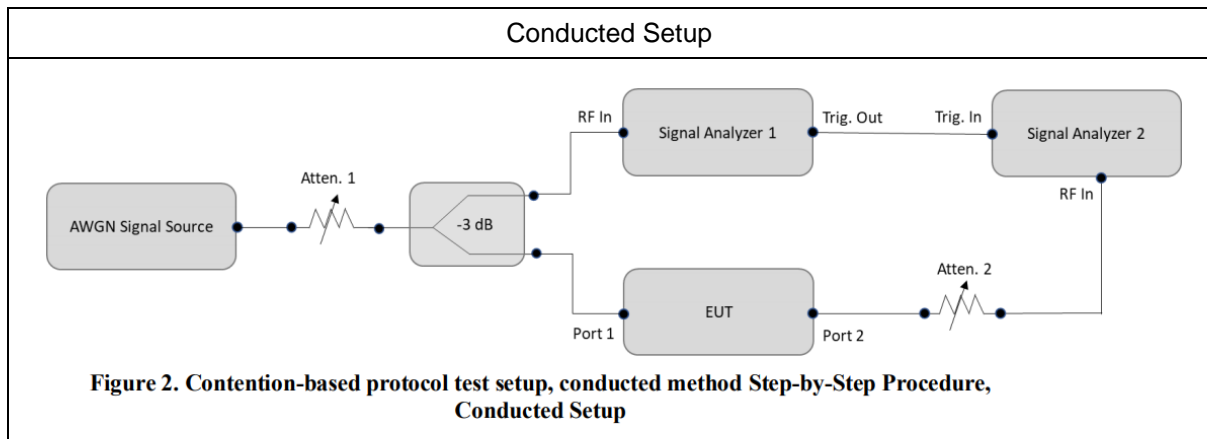 Conducted Setup
RF In
Signal Analyzer 1
Trig. Out
Trig. In
Signal Analyzer 2
RF In
Atten. 1
AWGN Signal Source
-3 dB
Atten. 2
EUT
Port 1
Port 2
Figure 2. Contention-based protocol test setup, conducted method Step-by-Step Procedure,
Conducted Setup